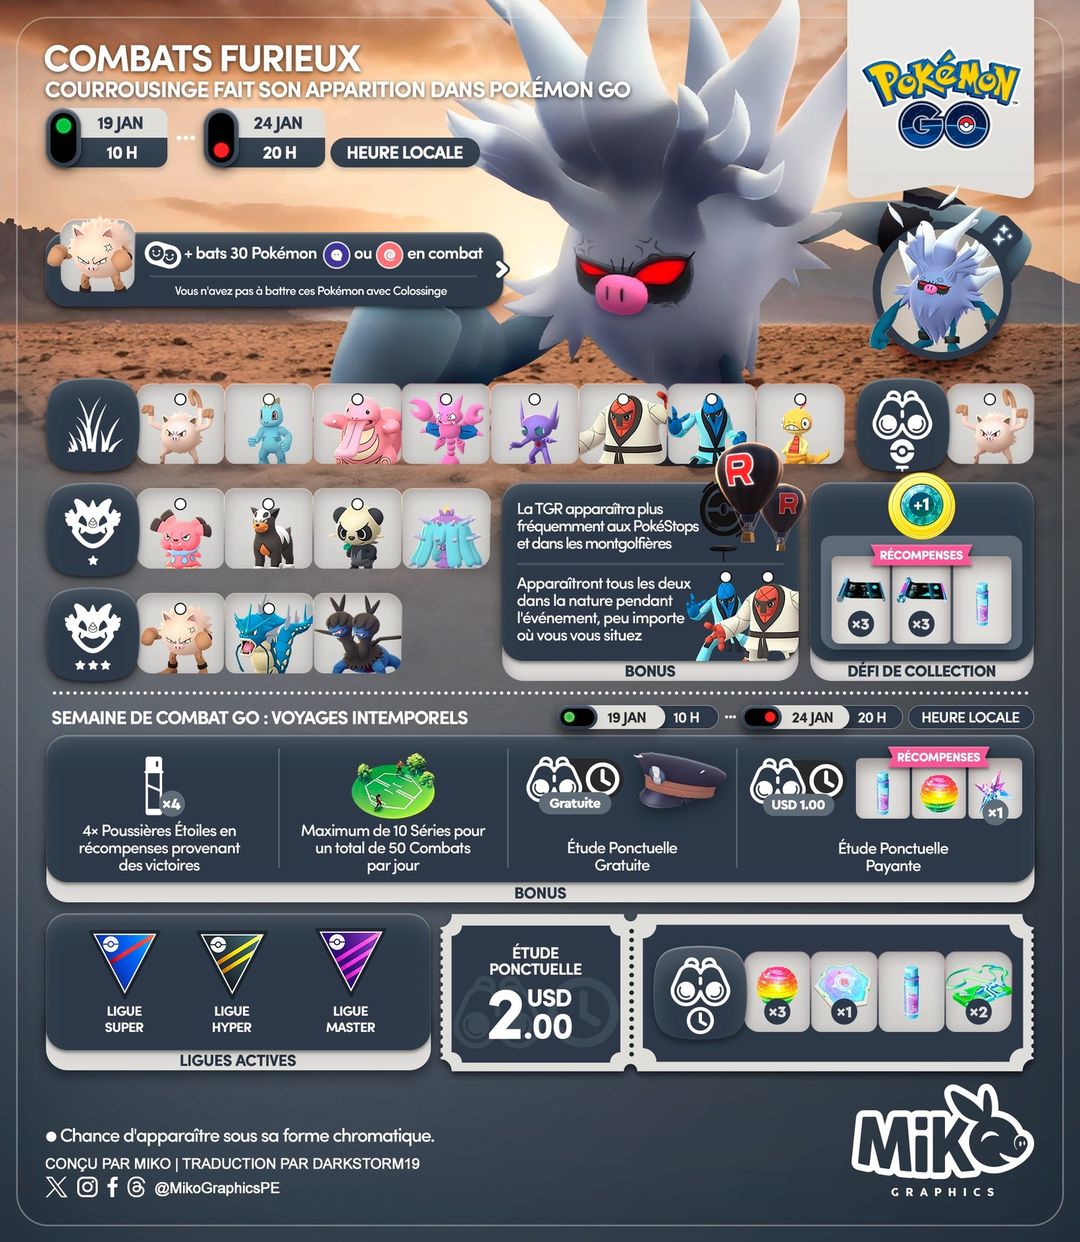 COMBATS FURIEUX
COURROUSINGE FAIT SON APPARITION DANS POKÉMON GO
19 JAN
10 H
24 JAN
20 H
HEURE LOCALE
POKéMON
GO
+ bats 30 Pokémon ou en combat
Vous n'avez pas à battre ces Pokémon avec Colossinge
R
R
La TGR apparaîtra plus
fréquemment aux PokéStops
et dans les montgolfières
Apparaîtront tous les deux
dans la nature pendant
l'événement, peu importe
où vous vous situez
BONUS
+1
RÉCOMPENSES
×3
×3
DÉFI DE COLLECTION
SEMAINE DE COMBAT GO : VOYAGES INTEMPORELS
19 JAN
10 H
24 JAN
20 H
HEURE LOCALE
×4
4× Poussières Étoiles en
récompenses provenant
des victoires
Maximum de 10 Séries pour
un total de 50 Combats
par jour
Gratuite
Étude Ponctuelle
Gratuite
USD 1.00
RÉCOMPENSES
×1
Étude Ponctuelle
Payante
BONUS
LIGUE
SUPER
LIGUE
HYPER
LIGUE
MASTER
LIGUES ACTIVES
ÉTUDE
PONCTUELLE
2.00 USD
×3
×1
×2
Chance d'apparaître sous sa forme chromatique.
CONÇU PAR MIKO | TRADUCTION PAR DARKSTORM19
@MikoGraphicsPE
MiKO
GRAPHICS